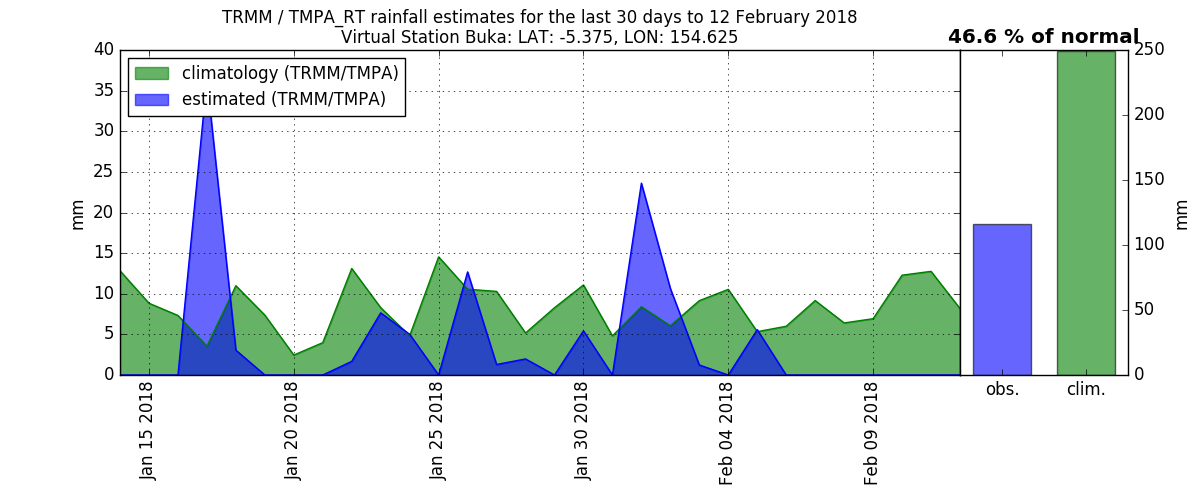 TRMM / TMPA_RT rainfall estimates for the last 30 days to 12 February 2018
Virtual Station Buka: LAT: -5.375, LON: 154.625
46.6 % of normal
climatology (TRMM/TMPA)
estimated (TRMM/TMPA)
40
35
30
25
20
15
10
5
0
mm
Jan 15 2018
Jan 20 2018
Jan 25 2018
Jan 30 2018
Feb 04 2018
Feb 09 2018
obs.
clim.
250
200
150
100
50
0
mm